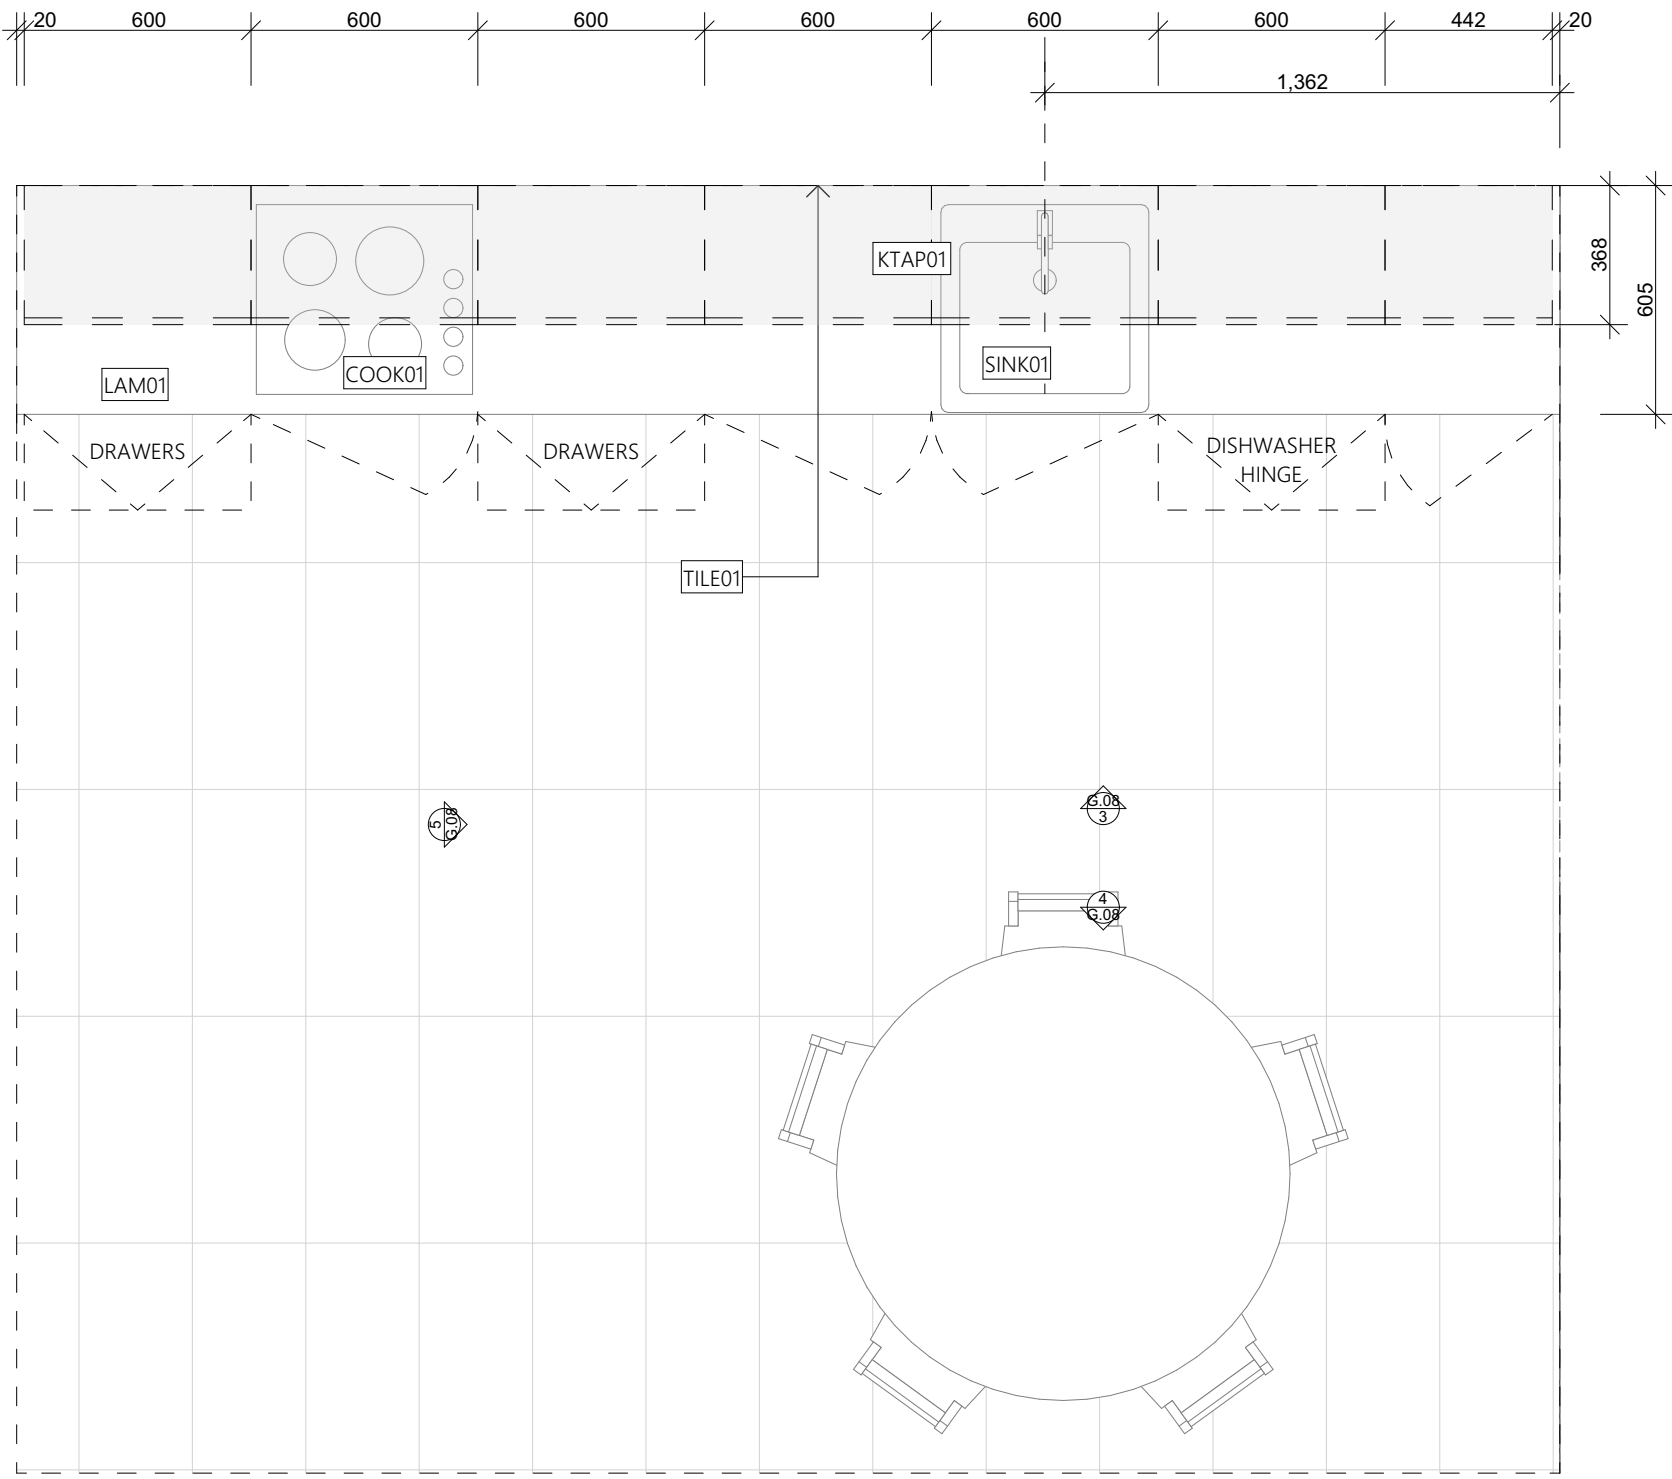 20 600 600 600 600 600 600 442 20
1,362
368
605
KTAP01
SINK01
COOK01
LAM01
DRAWERS
DRAWERS
DISHWASHER
HINGE
TILE01
5
G.08
G.08
3
4
G.08